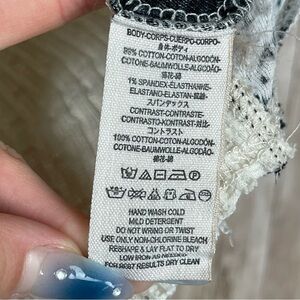 BODY-CORPS-CUERPO-CORPO-
身体-ボディ
99% COTTON-COTON-ALGODÓN-
COTONE-BAUMWOLLE-ALGODÃO-
棉花-綿
1% SPANDEX-ELASTHANNE-
ELASTANO-ELASTAN-ELASTAN-
スパンデックス
CONTRAST-CONTRASTE-
CONTRASTO-KONTRAST-
コントラスト
100% COTTON-COTON-ALGODÓN-
COTONE-BAUMWOLLE-ALGODÃO-
棉花-綿
HAND WASH COLD
MILD DETERGENT
DO NOT WRING OR TWIST
USE ONLY NON-CHLORINE BLEACH
RESHAPE & LAY FLAT TO DRY
LOW IRON AS NEEDED
FOR BEST RESULTS DRY CLEAN